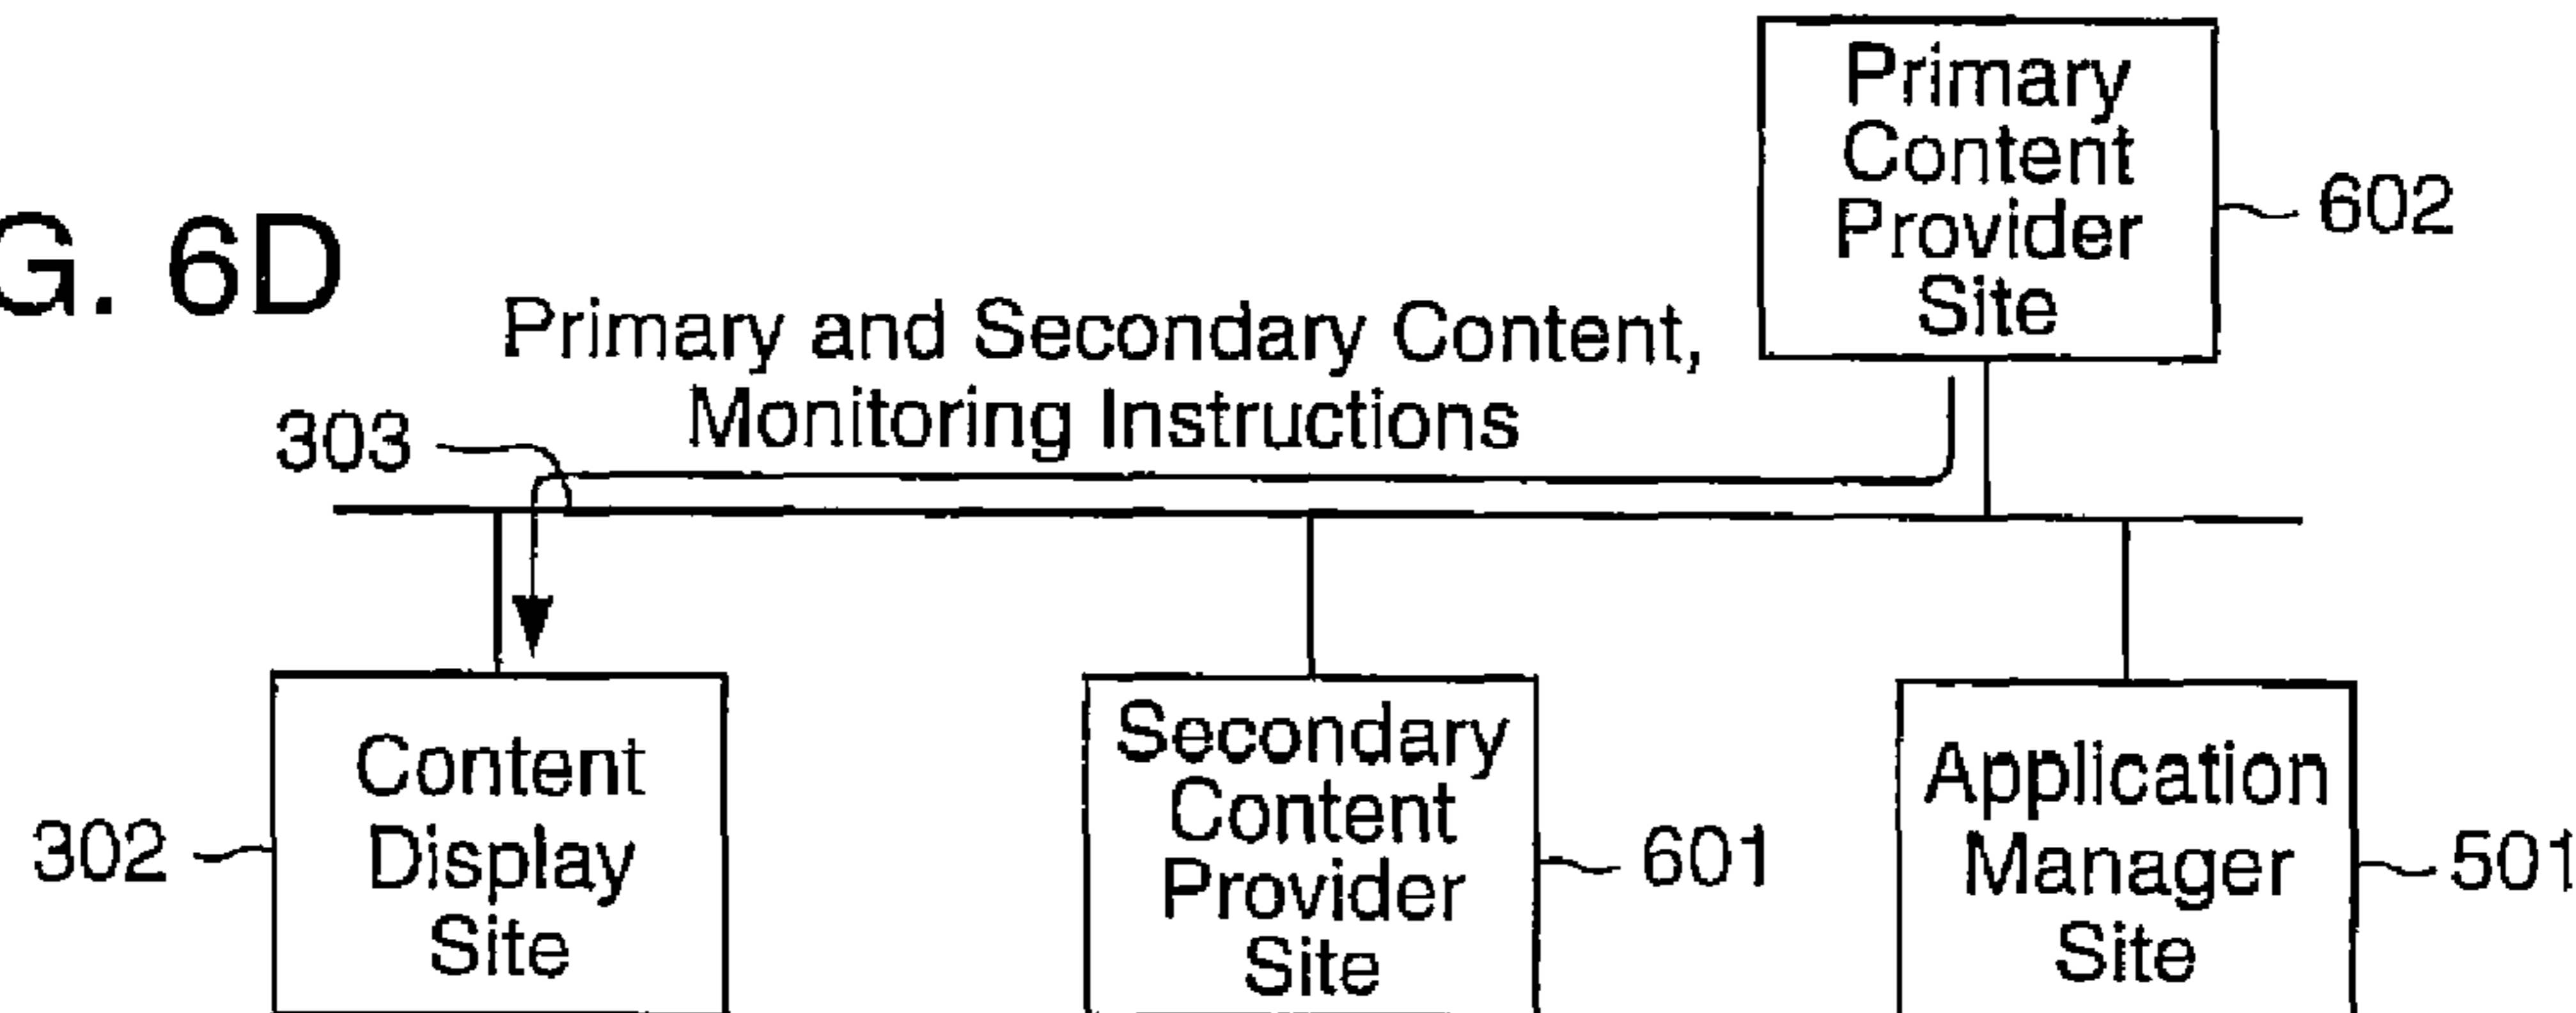 G. 6D
Primary
Content
Provider
Site
602
Primary and Secondary Content,
Monitoring Instructions
303
Content
Display
Site
302
Secondary
Content
Provider
Site
601
Application
Manager
Site
501